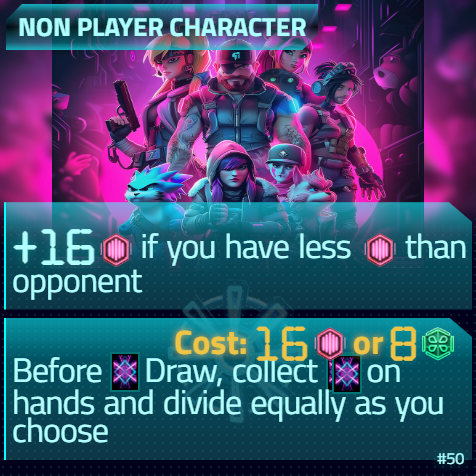 NON PLAYER CHARACTER
+16 if you have less than
opponent
Cost: 16 or 8
Before Draw, collect on
hands and divide equally as you
choose
#50